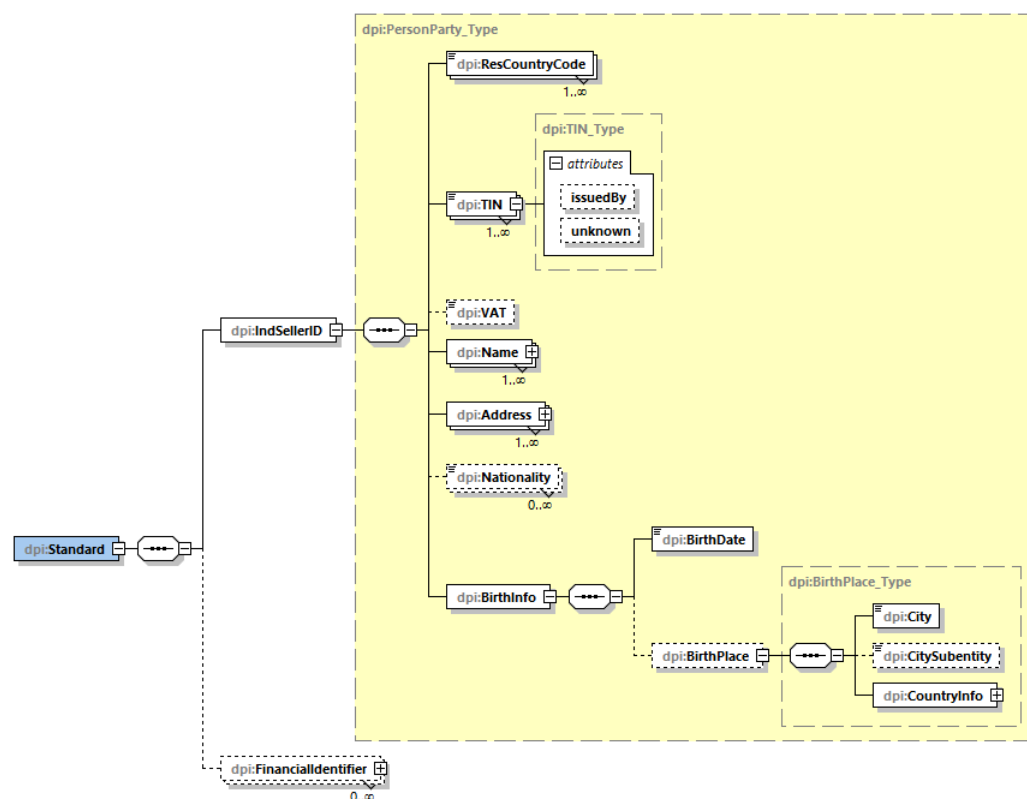 dpi:PersonParty_Type
dpi:ResCountryCode
1..∞
dpi:TIN_Type
attributes
issuedBy
dpi:TIN
unknown
1..∞
dpi:VAT
dpi:IndSellerID
dpi:Name
1..∞
dpi:Address
1..∞
dpi:Nationality
0..∞
dpi:Standard
dpi:BirthDate
dpi:BirthPlace_Type
dpi:BirthInfo
dpi:City
dpi:BirthPlace
dpi:CitySubentity
dpi:CountryInfo
dpi:FinancialIdentifier
0..∞